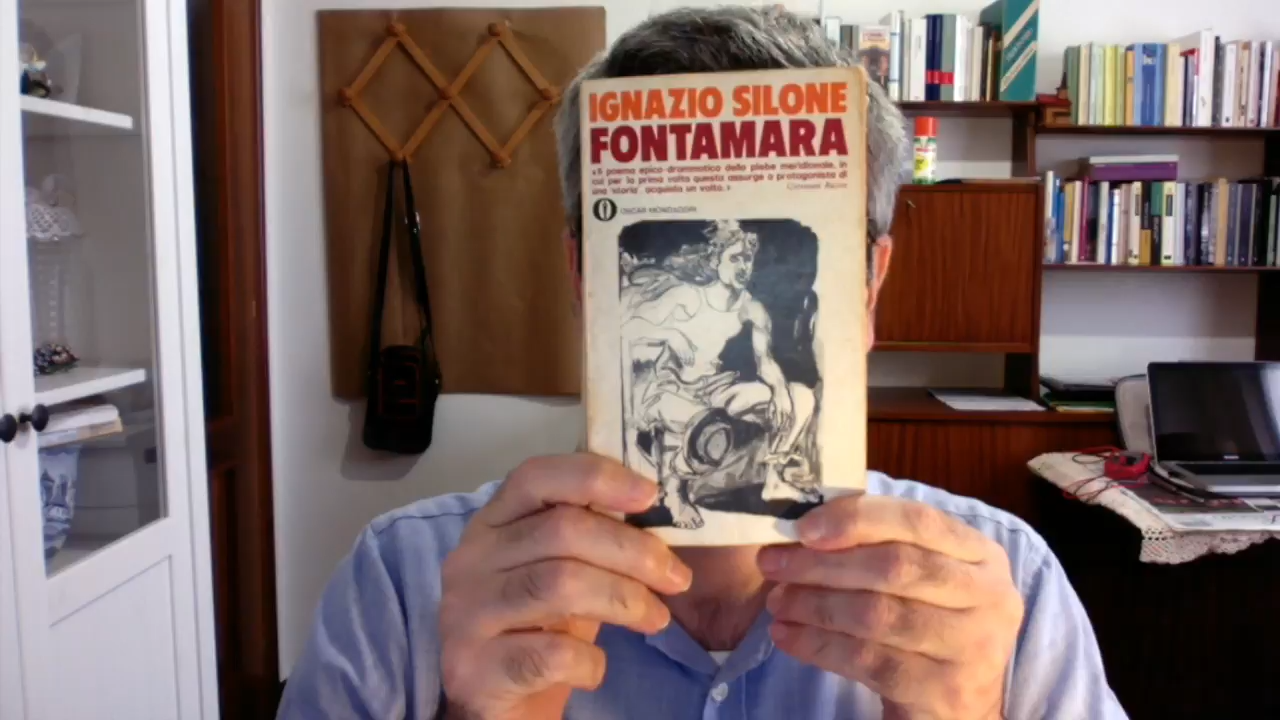 IGNAZIO SILONE
FONTAMARA
«Il poema epico-drammatico della plebe meridionale, in
cui per la prima volta questa assurge a protagonista di
una 'storia', acquista un volto.»
OSCAR MONDADORI